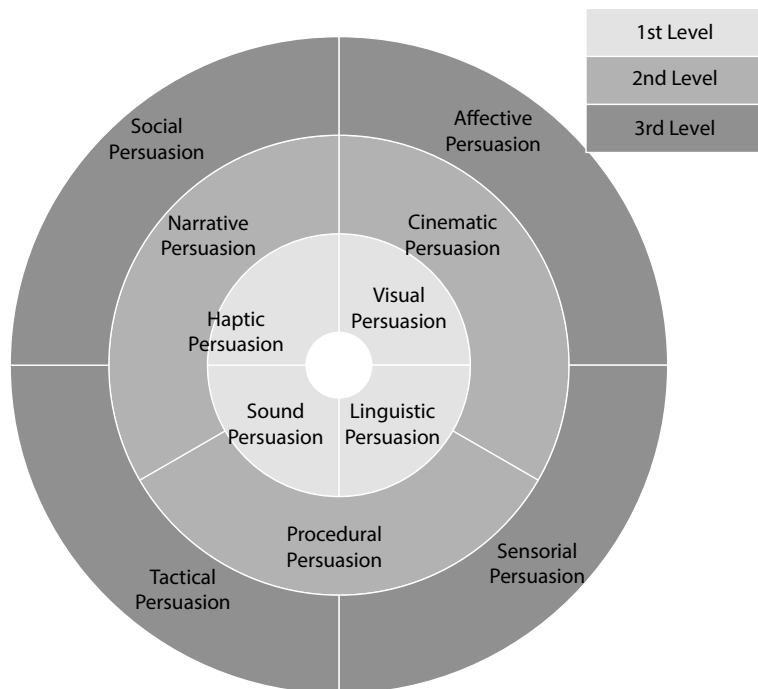 1st Level
2nd Level
3rd Level
Social
Persuasion
Affective
Persuasion
Narrative
Persuasion
Cinematic
Persuasion
Haptic
Persuasion
Visual
Persuasion
Sound
Persuasion
Linguistic
Persuasion
Procedural
Persuasion
Tactical
Persuasion
Sensorial
Persuasion